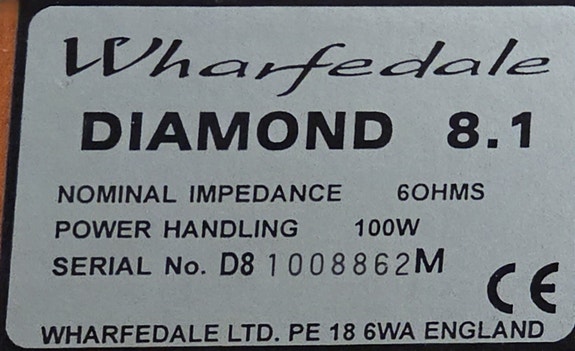 Wharfedale
DIAMOND 8.1
NOMINAL IMPEDANCE 6OHMS
POWER HANDLING 100W
SERIAL No. D8 1008862M
CE
WHARFEDALE LTD. PE 18 6WA ENGLAND